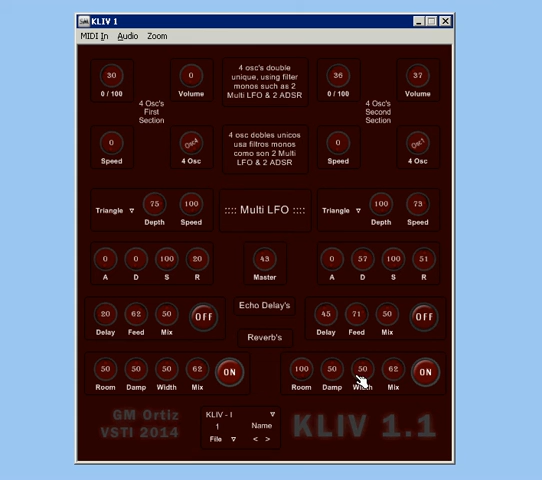 KLIV 1
MIDI In Audio Zoom
30 0 36 37
0 / 100 Volume 0 / 100 Volume
4 osc's double
unique, using filter
monos such as 2
Multi LFO & 2 ADSR
4 Osc's
First
Section
4 Osc's
Second
Section
0 Osc4 0 Osc1
Speed 4 Osc Speed 4 Osc
4 osc dobles unicos
usa filtros monos
como son 2 Multi
LFO & 2 ADSR
Triangle 75 100 :::: Multi LFO :::: Triangle 100 73
Depth Speed Depth Speed
0 0 100 20 43 0 57 100 51
A D S R Master A D S R
Echo Delay's
20 62 50 OFF 45 71 50 OFF
Delay Feed Mix Delay Feed Mix
Reverb's
50 50 50 62 ON 100 50 50 62 ON
Room Damp Width Mix Room Damp Width Mix
GM Ortiz
VSTI 2014
KLIV - I
1 Name
File < >
KLIV 1.1